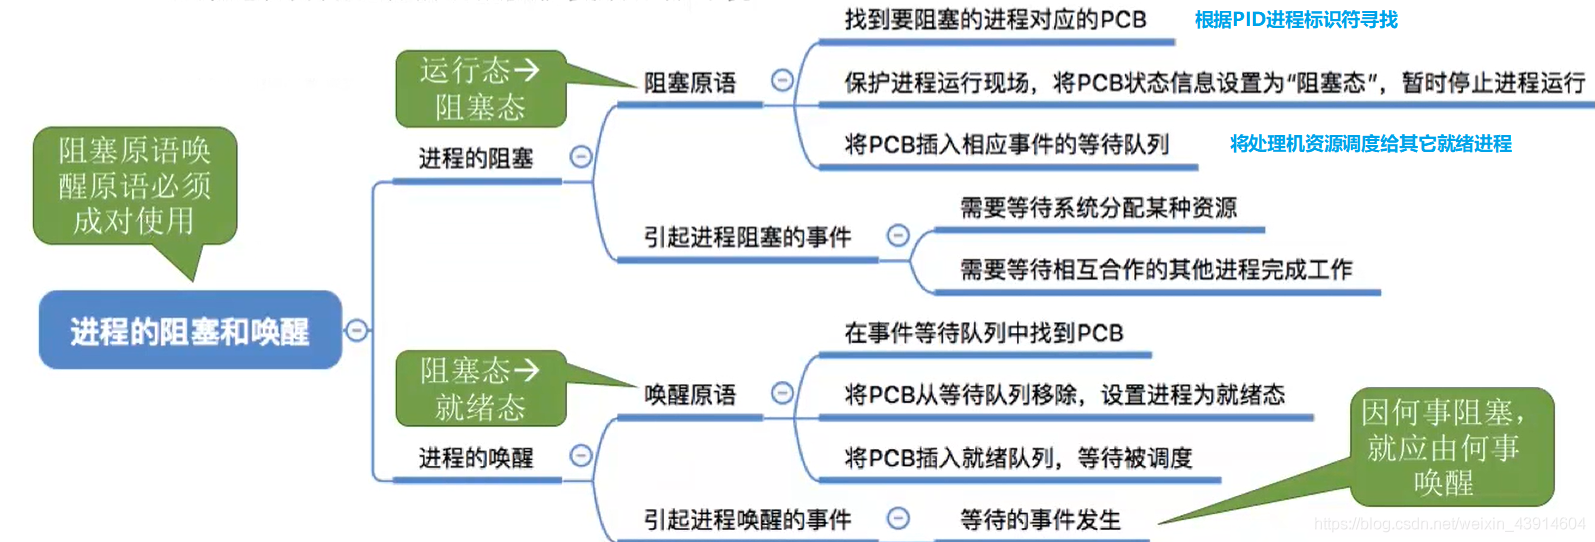 找到要阻塞的进程对应的PCB
根据PID进程标识符寻找
运行态→
阻塞态
阻塞原语
保护进程运行现场，将PCB状态信息设置为“阻塞态”，暂时停止进程运行
进程的阻塞
将PCB插入相应事件的等待队列
将处理机资源调度给其它就绪进程
阻塞原语唤
醒原语必须
成对使用
需要等待系统分配某种资源
引起进程阻塞的事件
需要等待相互合作的其他进程完成工作
进程的阻塞和唤醒
在事件等待队列中找到PCB
阻塞态→
就绪态
唤醒原语
将PCB从等待队列移除，设置进程为就绪态
因何事阻塞，
就应由何事
唤醒
进程的唤醒
将PCB插入就绪队列，等待被调度
引起进程唤醒的事件
等待的事件发生
https://blog.csdn.net/weixin_43914604